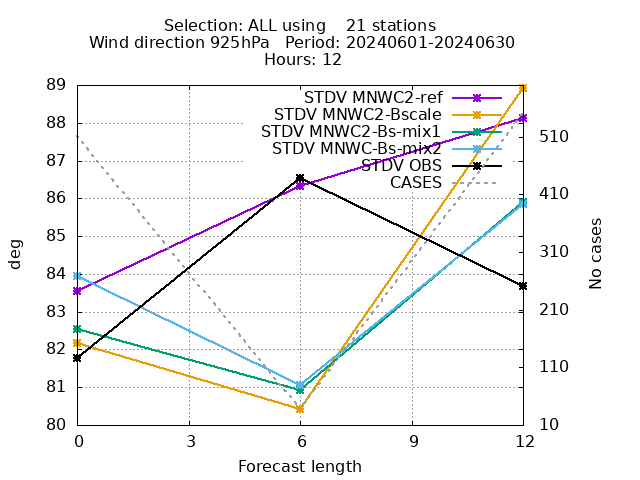 Selection: ALL using    21 stations
Wind direction 925hPa   Period: 20240601-20240630
Hours: 12
STDV MNWC2-ref
STDV MNWC2-Bscale
STDV MNWC2-Bs-mix1
STDV MNWC-Bs-mix2
STDV OBS
CASES
89
88
87
86
85
84
83
82
81
80
deg
510
410
310
210
110
10
No cases
0 3 6 9 12
Forecast length